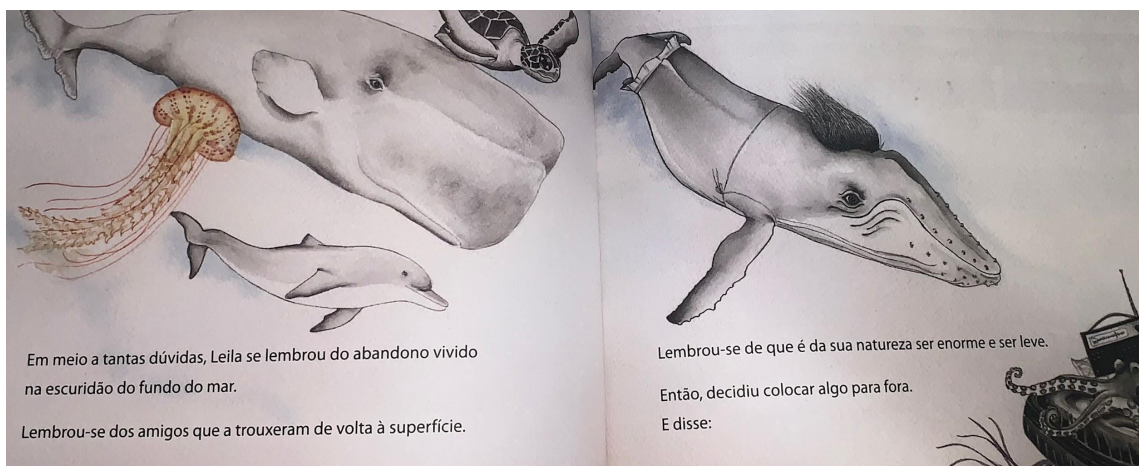 Em meio a tantas dúvidas, Leila se lembrou do abandono vivido
na escuridão do fundo do mar.
Lembrou-se dos amigos que a trouxeram de volta à superfície.
Lembrou-se de que é da sua natureza ser enorme e ser leve.
Então, decidiu colocar algo para fora.
E disse: